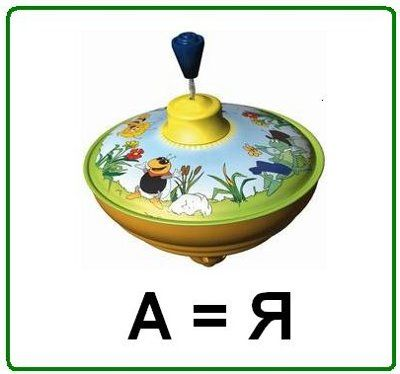 А = Я